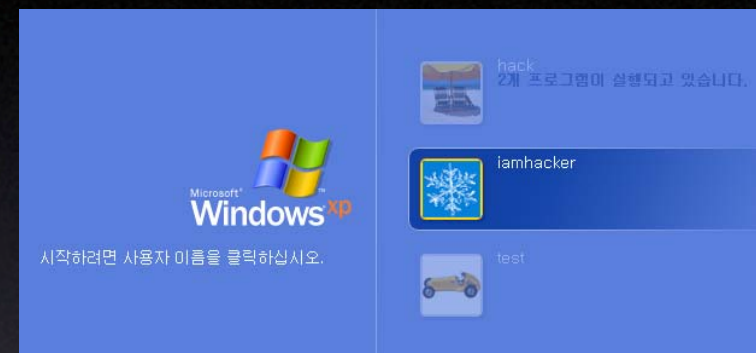 Microsoft®
Windows xp
시작하려면 사용자 이름을 클릭하십시오.
hack
2개 프로그램이 실행되고 있습니다.
iamhacker
test